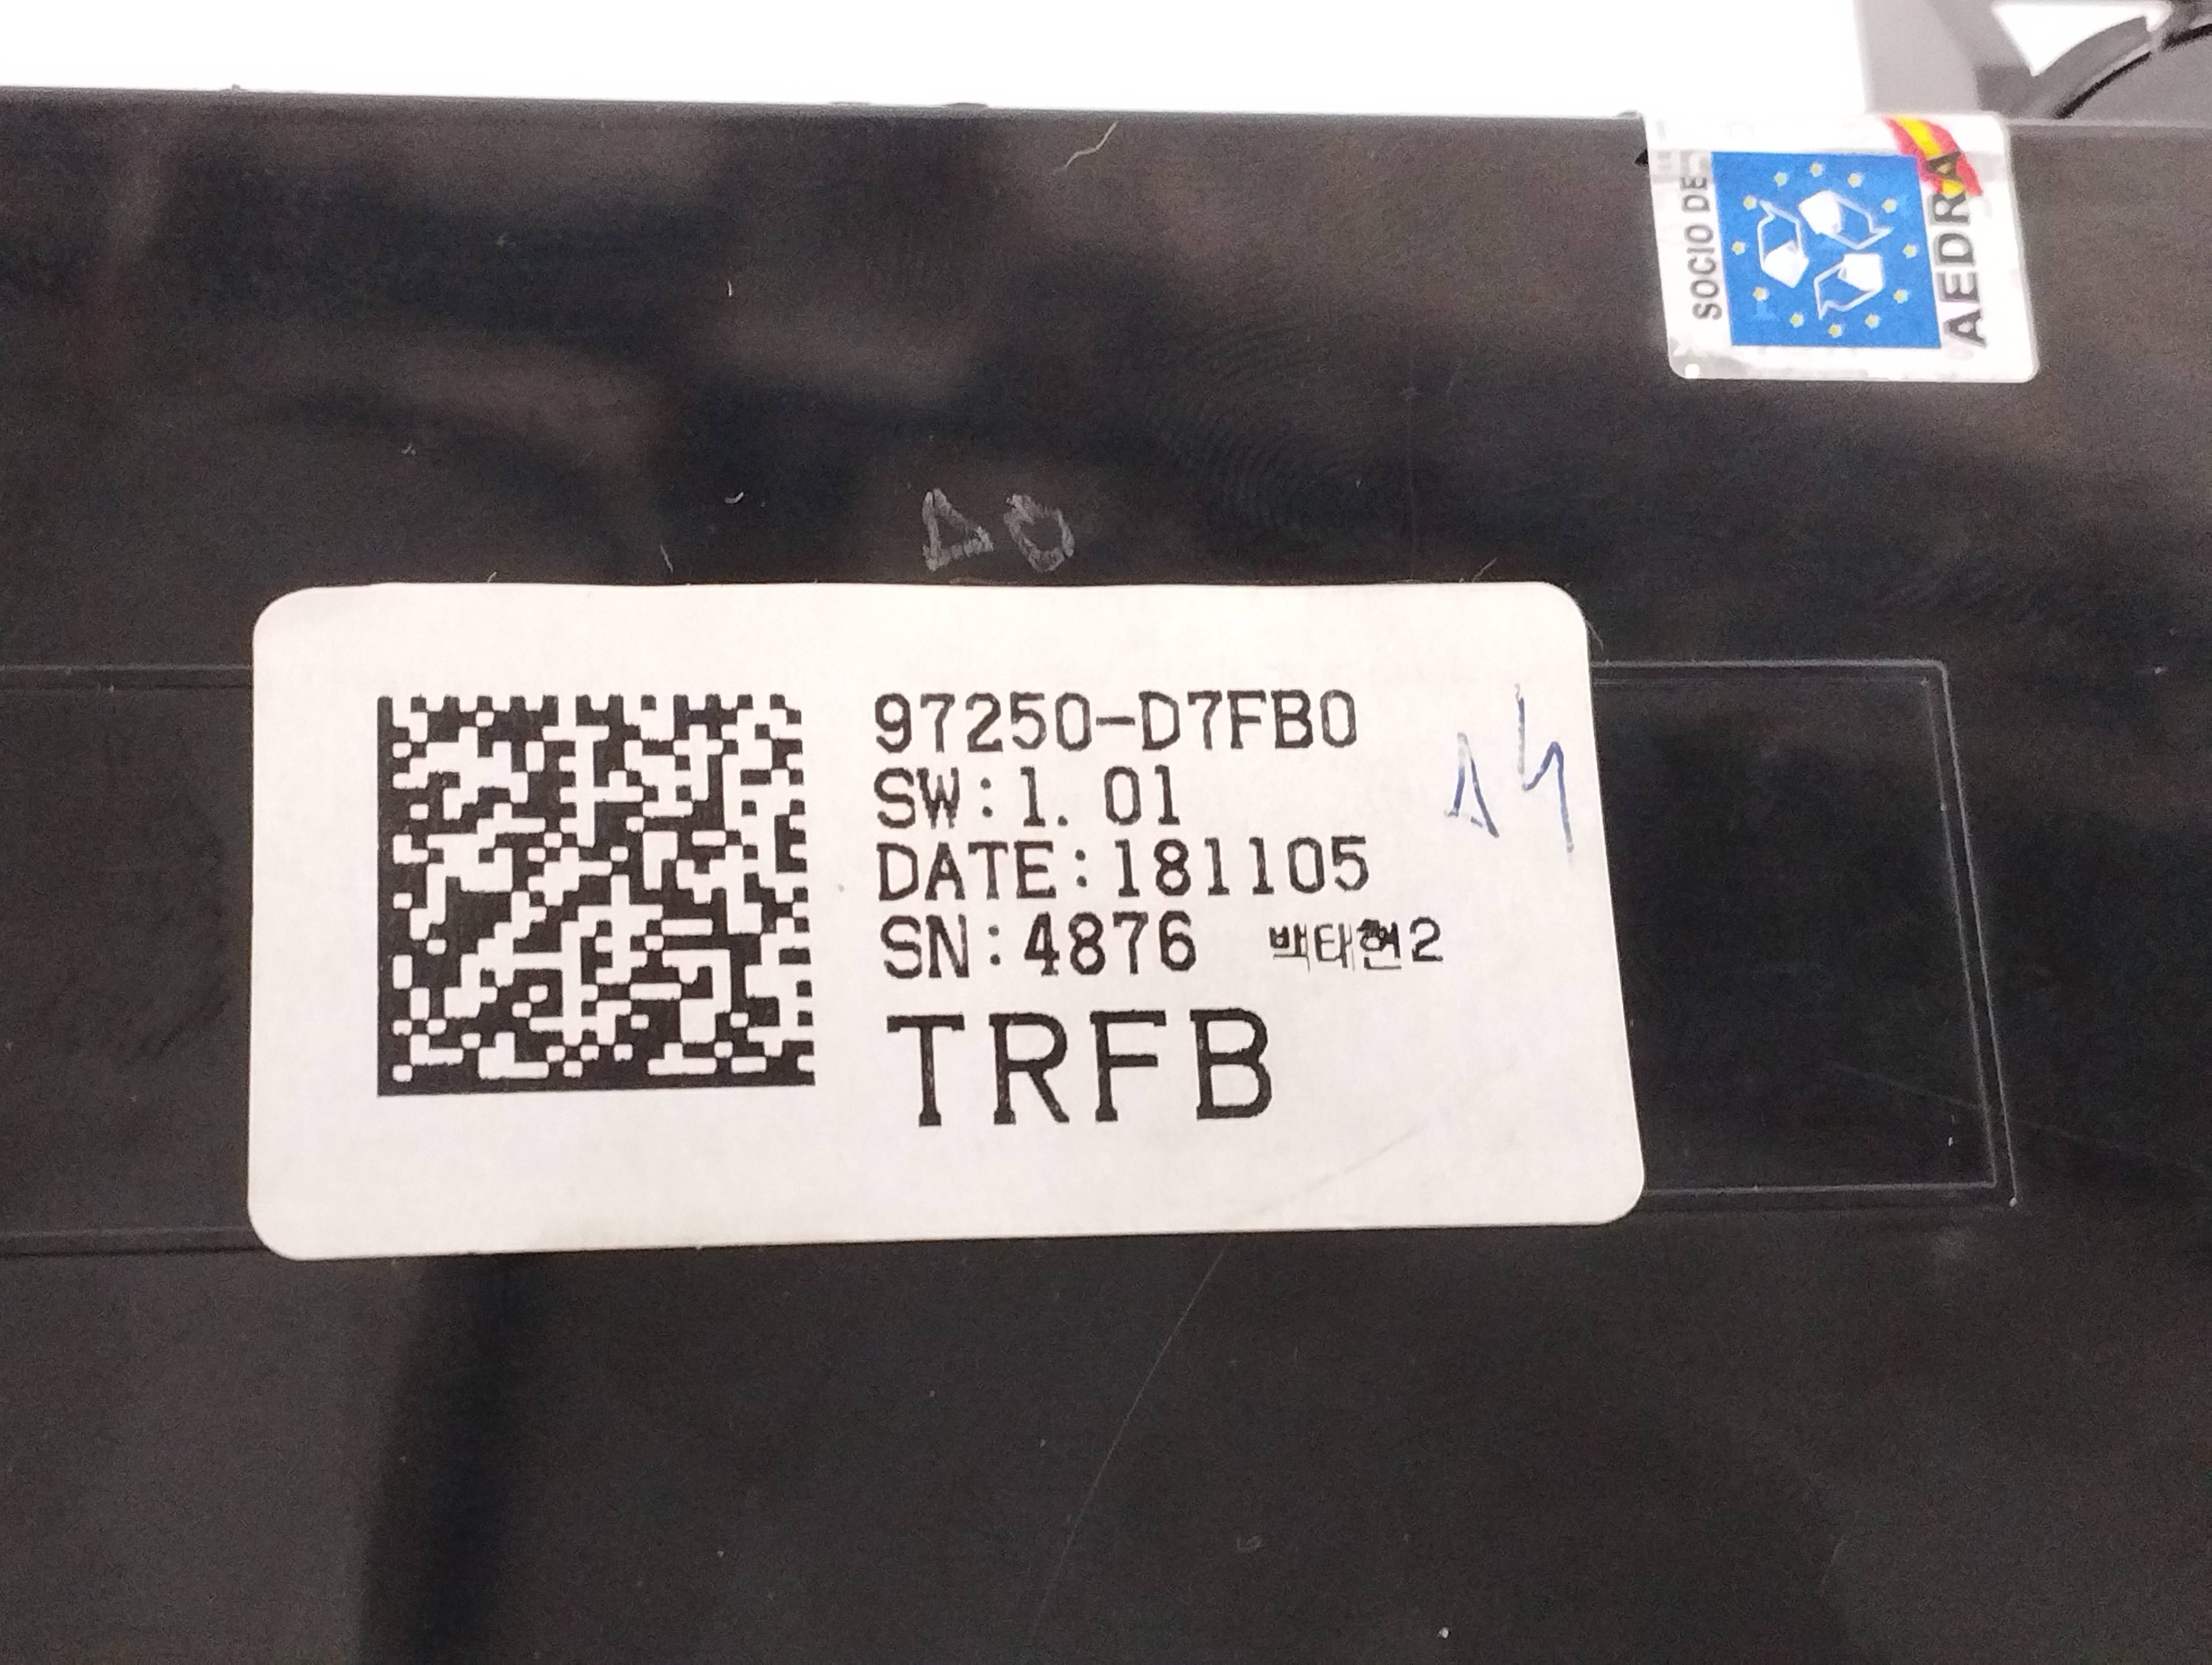 SOCIO DE
AEDRA
97250-D7FB0
SW:1.01
DATE:181105
SN:4876 백타현2
TRFB